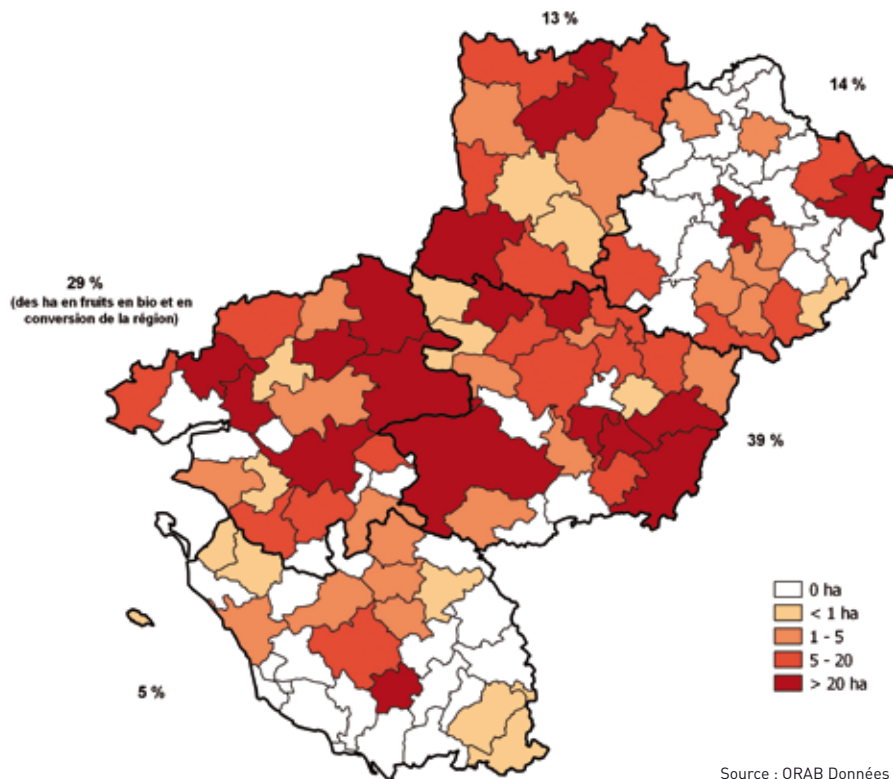 13 %
14 %
29 %
(des ha en fruits en bio et en
conversion de la région)
39 %
5 %
0 ha
< 1 ha
1 - 5
5 - 20
> 20 ha
Source : ORAB Données